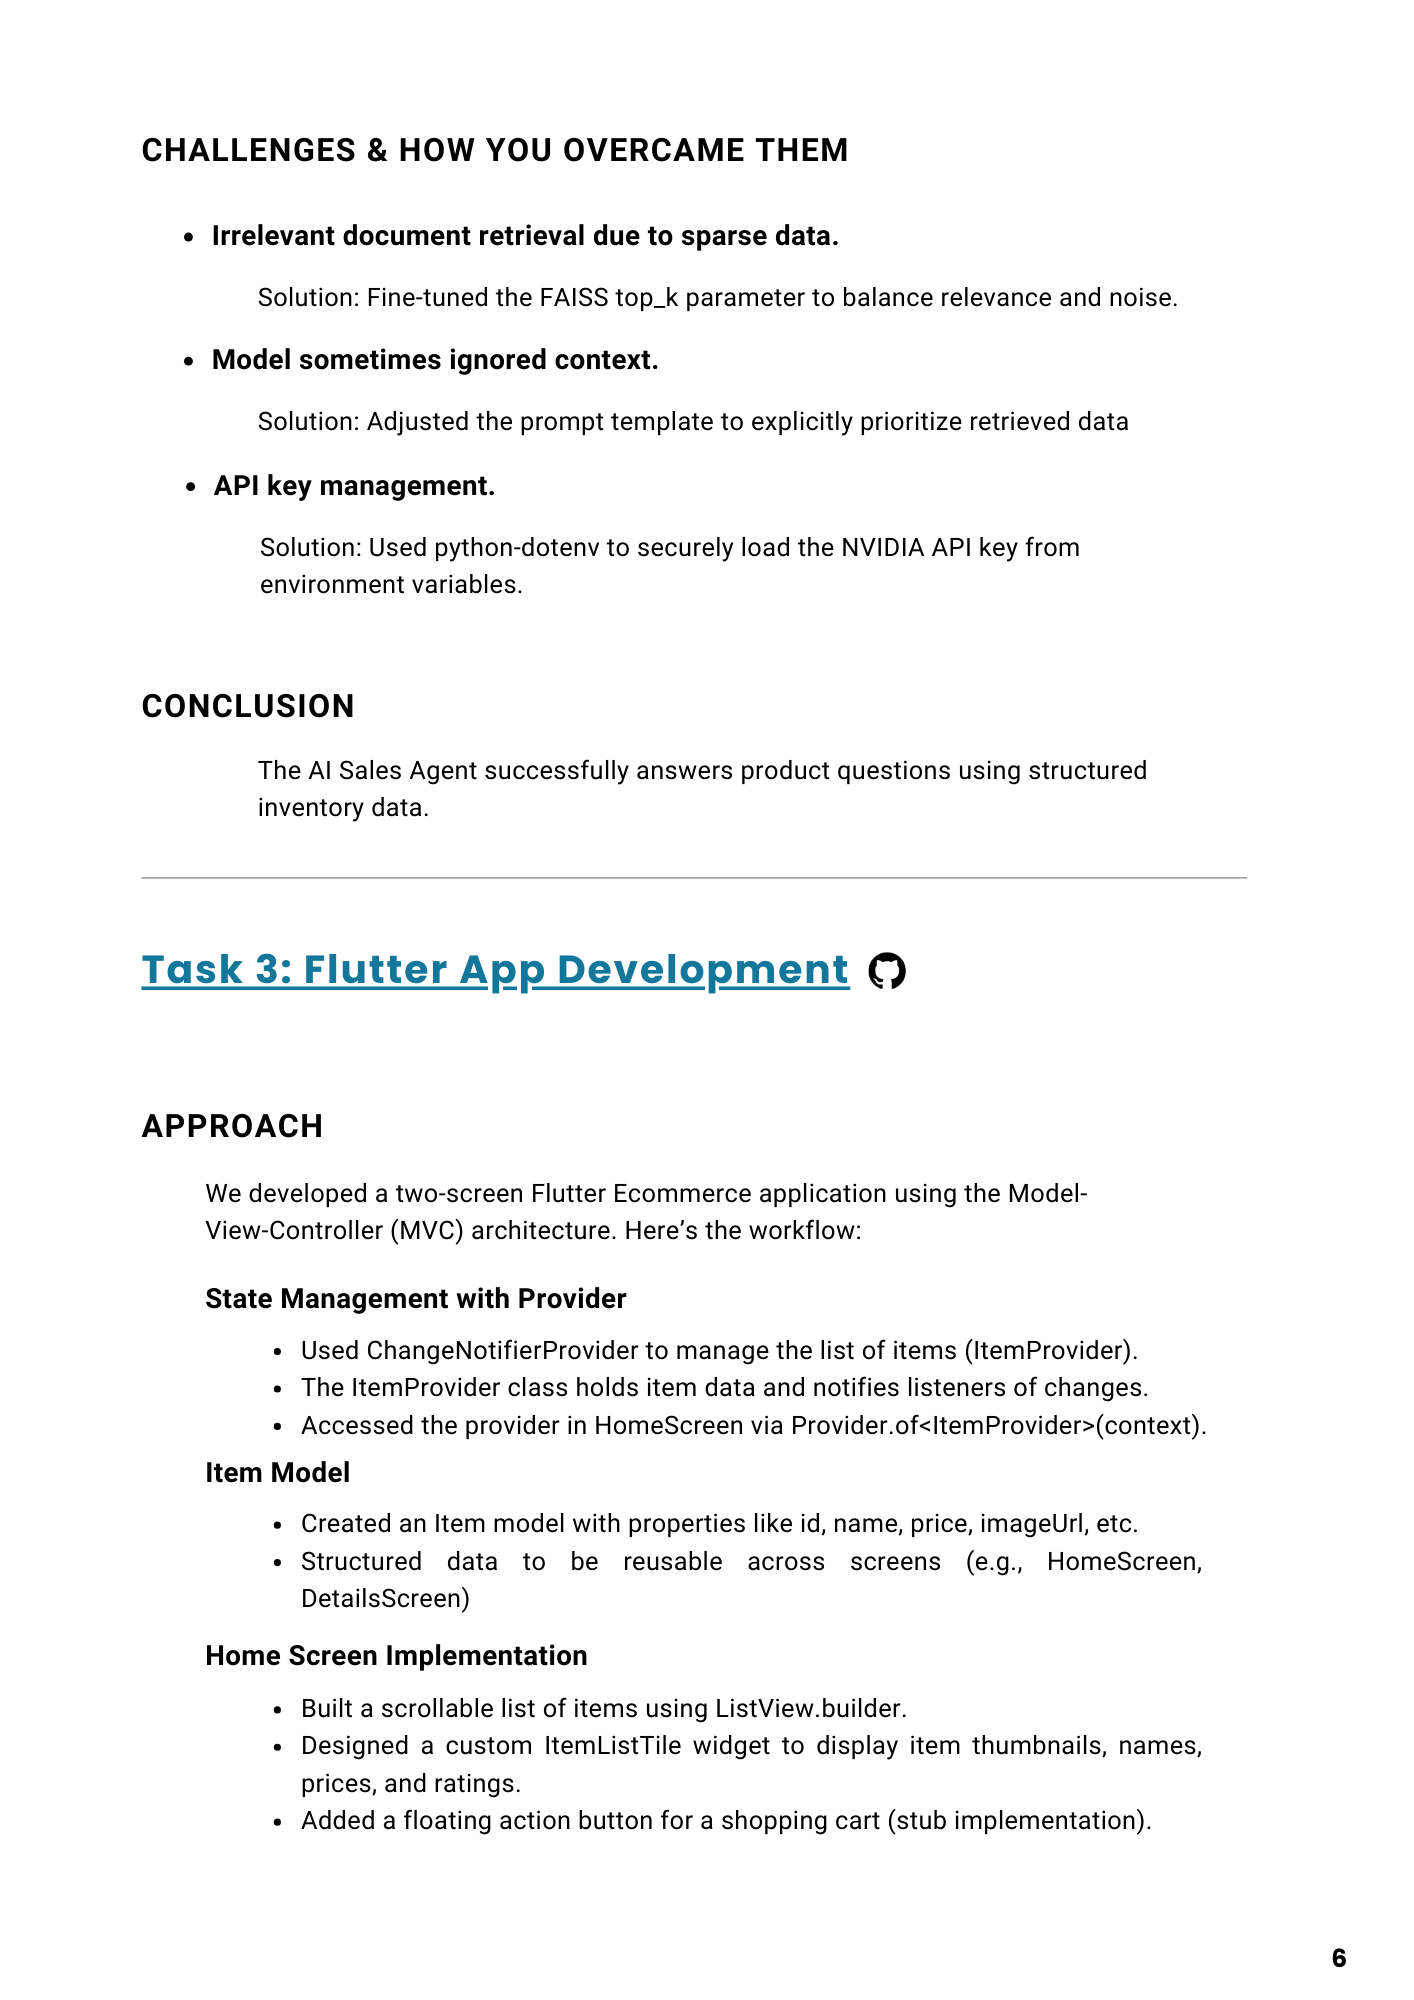 CHALLENGES & HOW YOU OVERCAME THEM
• Irrelevant document retrieval due to sparse data.
Solution: Fine-tuned the FAISS top_k parameter to balance relevance and noise.
• Model sometimes ignored context.
Solution: Adjusted the prompt template to explicitly prioritize retrieved data
• API key management.
Solution: Used python-dotenv to securely load the NVIDIA API key from
environment variables.
CONCLUSION
The AI Sales Agent successfully answers product questions using structured
inventory data.
Task 3: Flutter App Development
APPROACH
We developed a two-screen Flutter Ecommerce application using the Model-
View-Controller (MVC) architecture. Here’s the workflow:
State Management with Provider
• Used ChangeNotifierProvider to manage the list of items (ItemProvider).
• The ItemProvider class holds item data and notifies listeners of changes.
• Accessed the provider in HomeScreen via Provider.of<ItemProvider>(context).
Item Model
• Created an Item model with properties like id, name, price, imageUrl, etc.
• Structured data to be reusable across screens (e.g., HomeScreen,
DetailsScreen)
Home Screen Implementation
• Built a scrollable list of items using ListView.builder.
• Designed a custom ItemListTile widget to display item thumbnails, names,
prices, and ratings.
• Added a floating action button for a shopping cart (stub implementation).
6